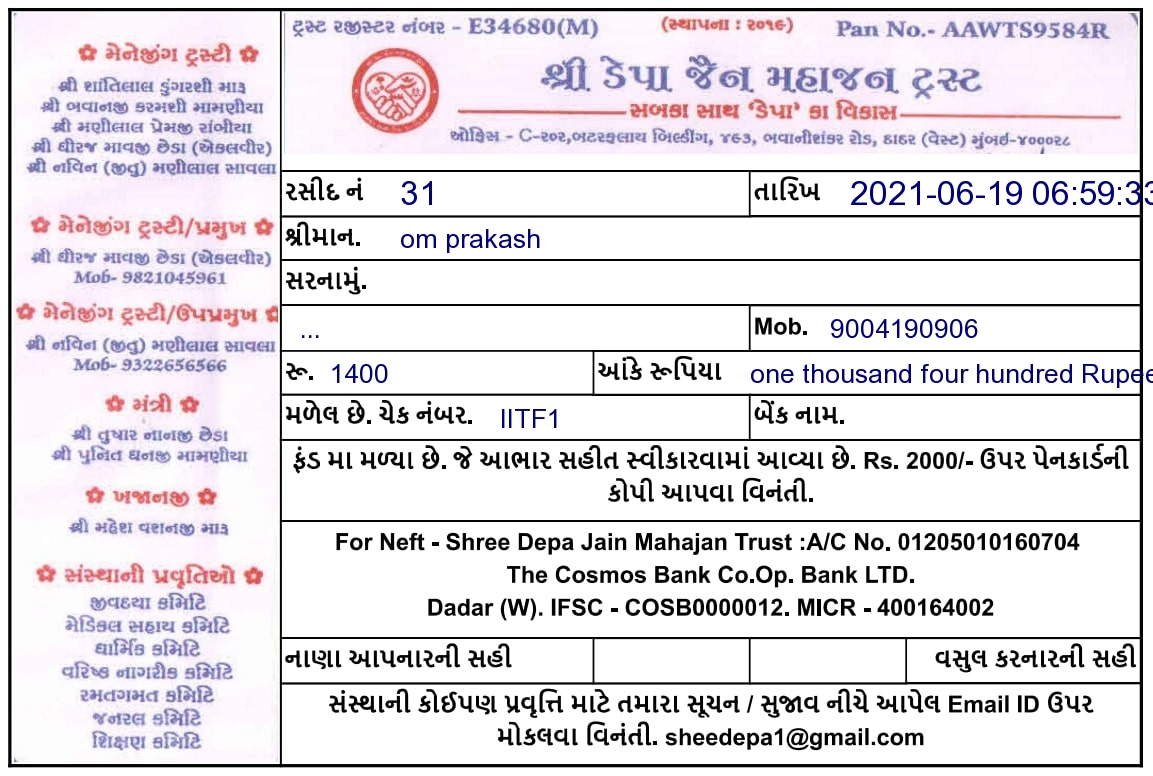 ✿ મેનેજીંગ ટ્રસ્ટી ✿
શ્રી શાંતિલાલ ડુંગરશી મારૂ
શ્રી બવાનજી કરમશી મામણીયા
શ્રી મણીલાલ પ્રેમજી રાંબીયા
શ્રી ધીરજ માવજી છેડા (એકલવીર)
શ્રી નવિન (જીતુ) મણીલાલ સાવલા
✿ મેનેજીંગ ટ્રસ્ટી/પ્રમુખ ✿
શ્રી ધીરજ માવજી છેડા (એકલવીર)
Mob- 9821045961
✿ મેનેજીંગ ટ્રસ્ટી/ઉપપ્રમુખ ✿
શ્રી નવિન (જીતુ) મણીલાલ સાવલા
Mob- 9322656566
✿ મંત્રી ✿
શ્રી તુષાર નાનજી છેડા
શ્રી પુનિત ધનજી મામણીયા
✿ ખજાનજી ✿
શ્રી મહેશ વશનજી મારૂ
✿ સંસ્થાની પ્રવૃતિઓ ✿
જીવદયા કમિટિ
મેડિકલ સહાય કમિટિ
ધાર્મિક કમિટિ
વરિષ્ક નાગરીક કમિટિ
રમતગમત કમિટિ
જનરલ કમિટિ
શિક્ષણ કમિટિ
ટ્રસ્ટ રજીસ્ટર નંબર - E34680(M) (સ્થાપના : ૨૦૧૯) Pan No.- AAWTS9584R
શ્રી ડેપા જૈન મહાજન ટ્રસ્ટ
સબકા સાથ ‘ડેપા’ કા વિકાસ
ઓફિસ - C-૨૦૨,બટરફલાય બિલ્ડીંગ, ૪૬૩, બવાનીશંકર રોડ, દાદર (વેસ્ટ) મુંબઇ-૪૦૦૦૨૮
રસીદ નં 31 તારિખ 2021-06-19 06:59:33
શ્રીમાન. om prakash
સરનામું.
... Mob. 9004190906
રૂ. 1400 આંકે રૂપિયા one thousand four hundred Rupee
મળેલ છે. ચેક નંબર. IITF1 બેંક નામ.
ફંડ મા મળ્યા છે. જે આભાર સહીત સ્વીકારવામાં આવ્યા છે. Rs. 2000/- ઉપર પેનકાર્ડની
કોપી આપવા વિનંતી.
For Neft - Shree Depa Jain Mahajan Trust :A/C No. 01205010160704
The Cosmos Bank Co.Op. Bank LTD.
Dadar (W). IFSC - COSB0000012. MICR - 400164002
નાણા આપનારની સહી વસુલ કરનારની સહી
સંસ્થાની કોઈપણ પ્રવૃત્તિ માટે તમારા સૂચન / સુજાવ નીચે આપેલ Email ID ઉપર
મોકલવા વિનંતી. sheedepa1@gmail.com